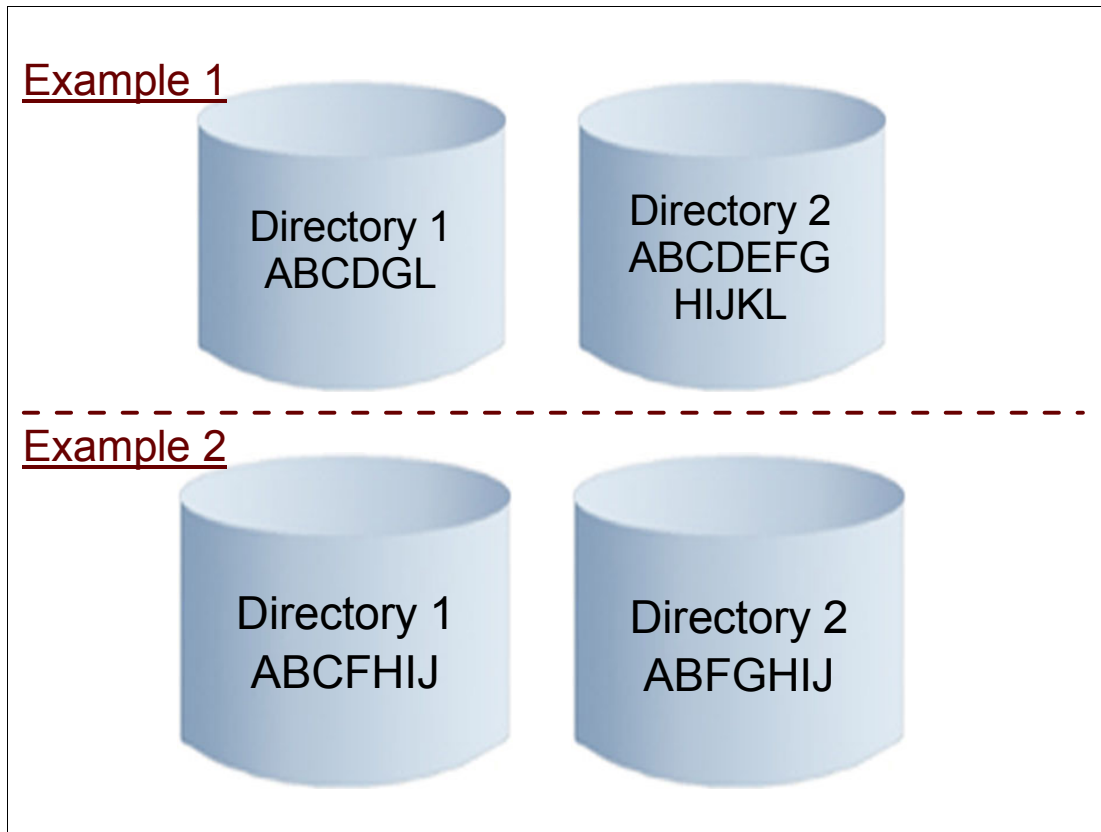 Example 1
Directory 1
ABCDGL
Directory 2
ABCDEFG
HIJKL
Example 2
Directory 1
ABCFHIJ
Directory 2
ABFGHIJ